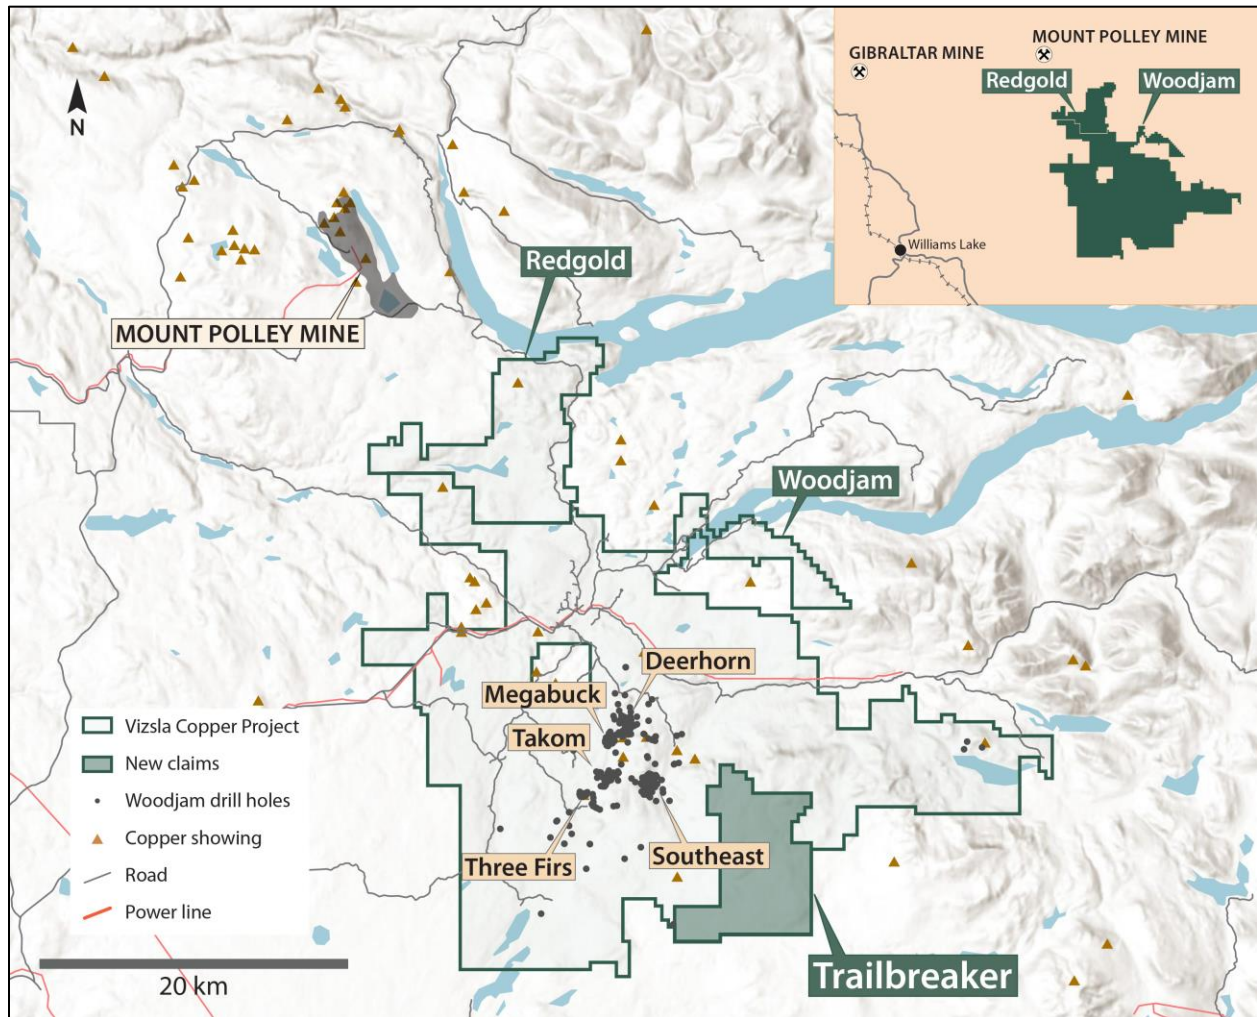 GIBRALTAR MINE
MOUNT POLLEY MINE
Redgold
Woodjam
Williams Lake
N
Redgold
MOUNT POLLEY MINE
Woodjam
Deerhorn
Megabuck
Takom
Three Firs
Southeast
Trailbreaker
Vizsla Copper Project
New claims
Woodjam drill holes
Copper showing
Road
Power line
20 km